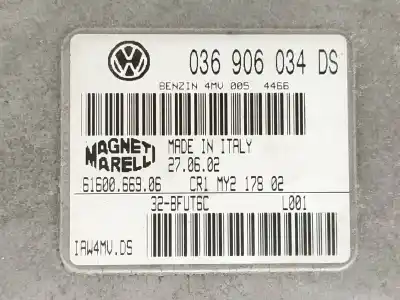 036 906 034 DS
BENZIN 4MV 005 4466
MAGNETI MARELLI
MADE IN ITALY
27.06.02
61600.669.06 CR1 MY2 178 02
32-BFUT6C L001
IAW4MV.DS